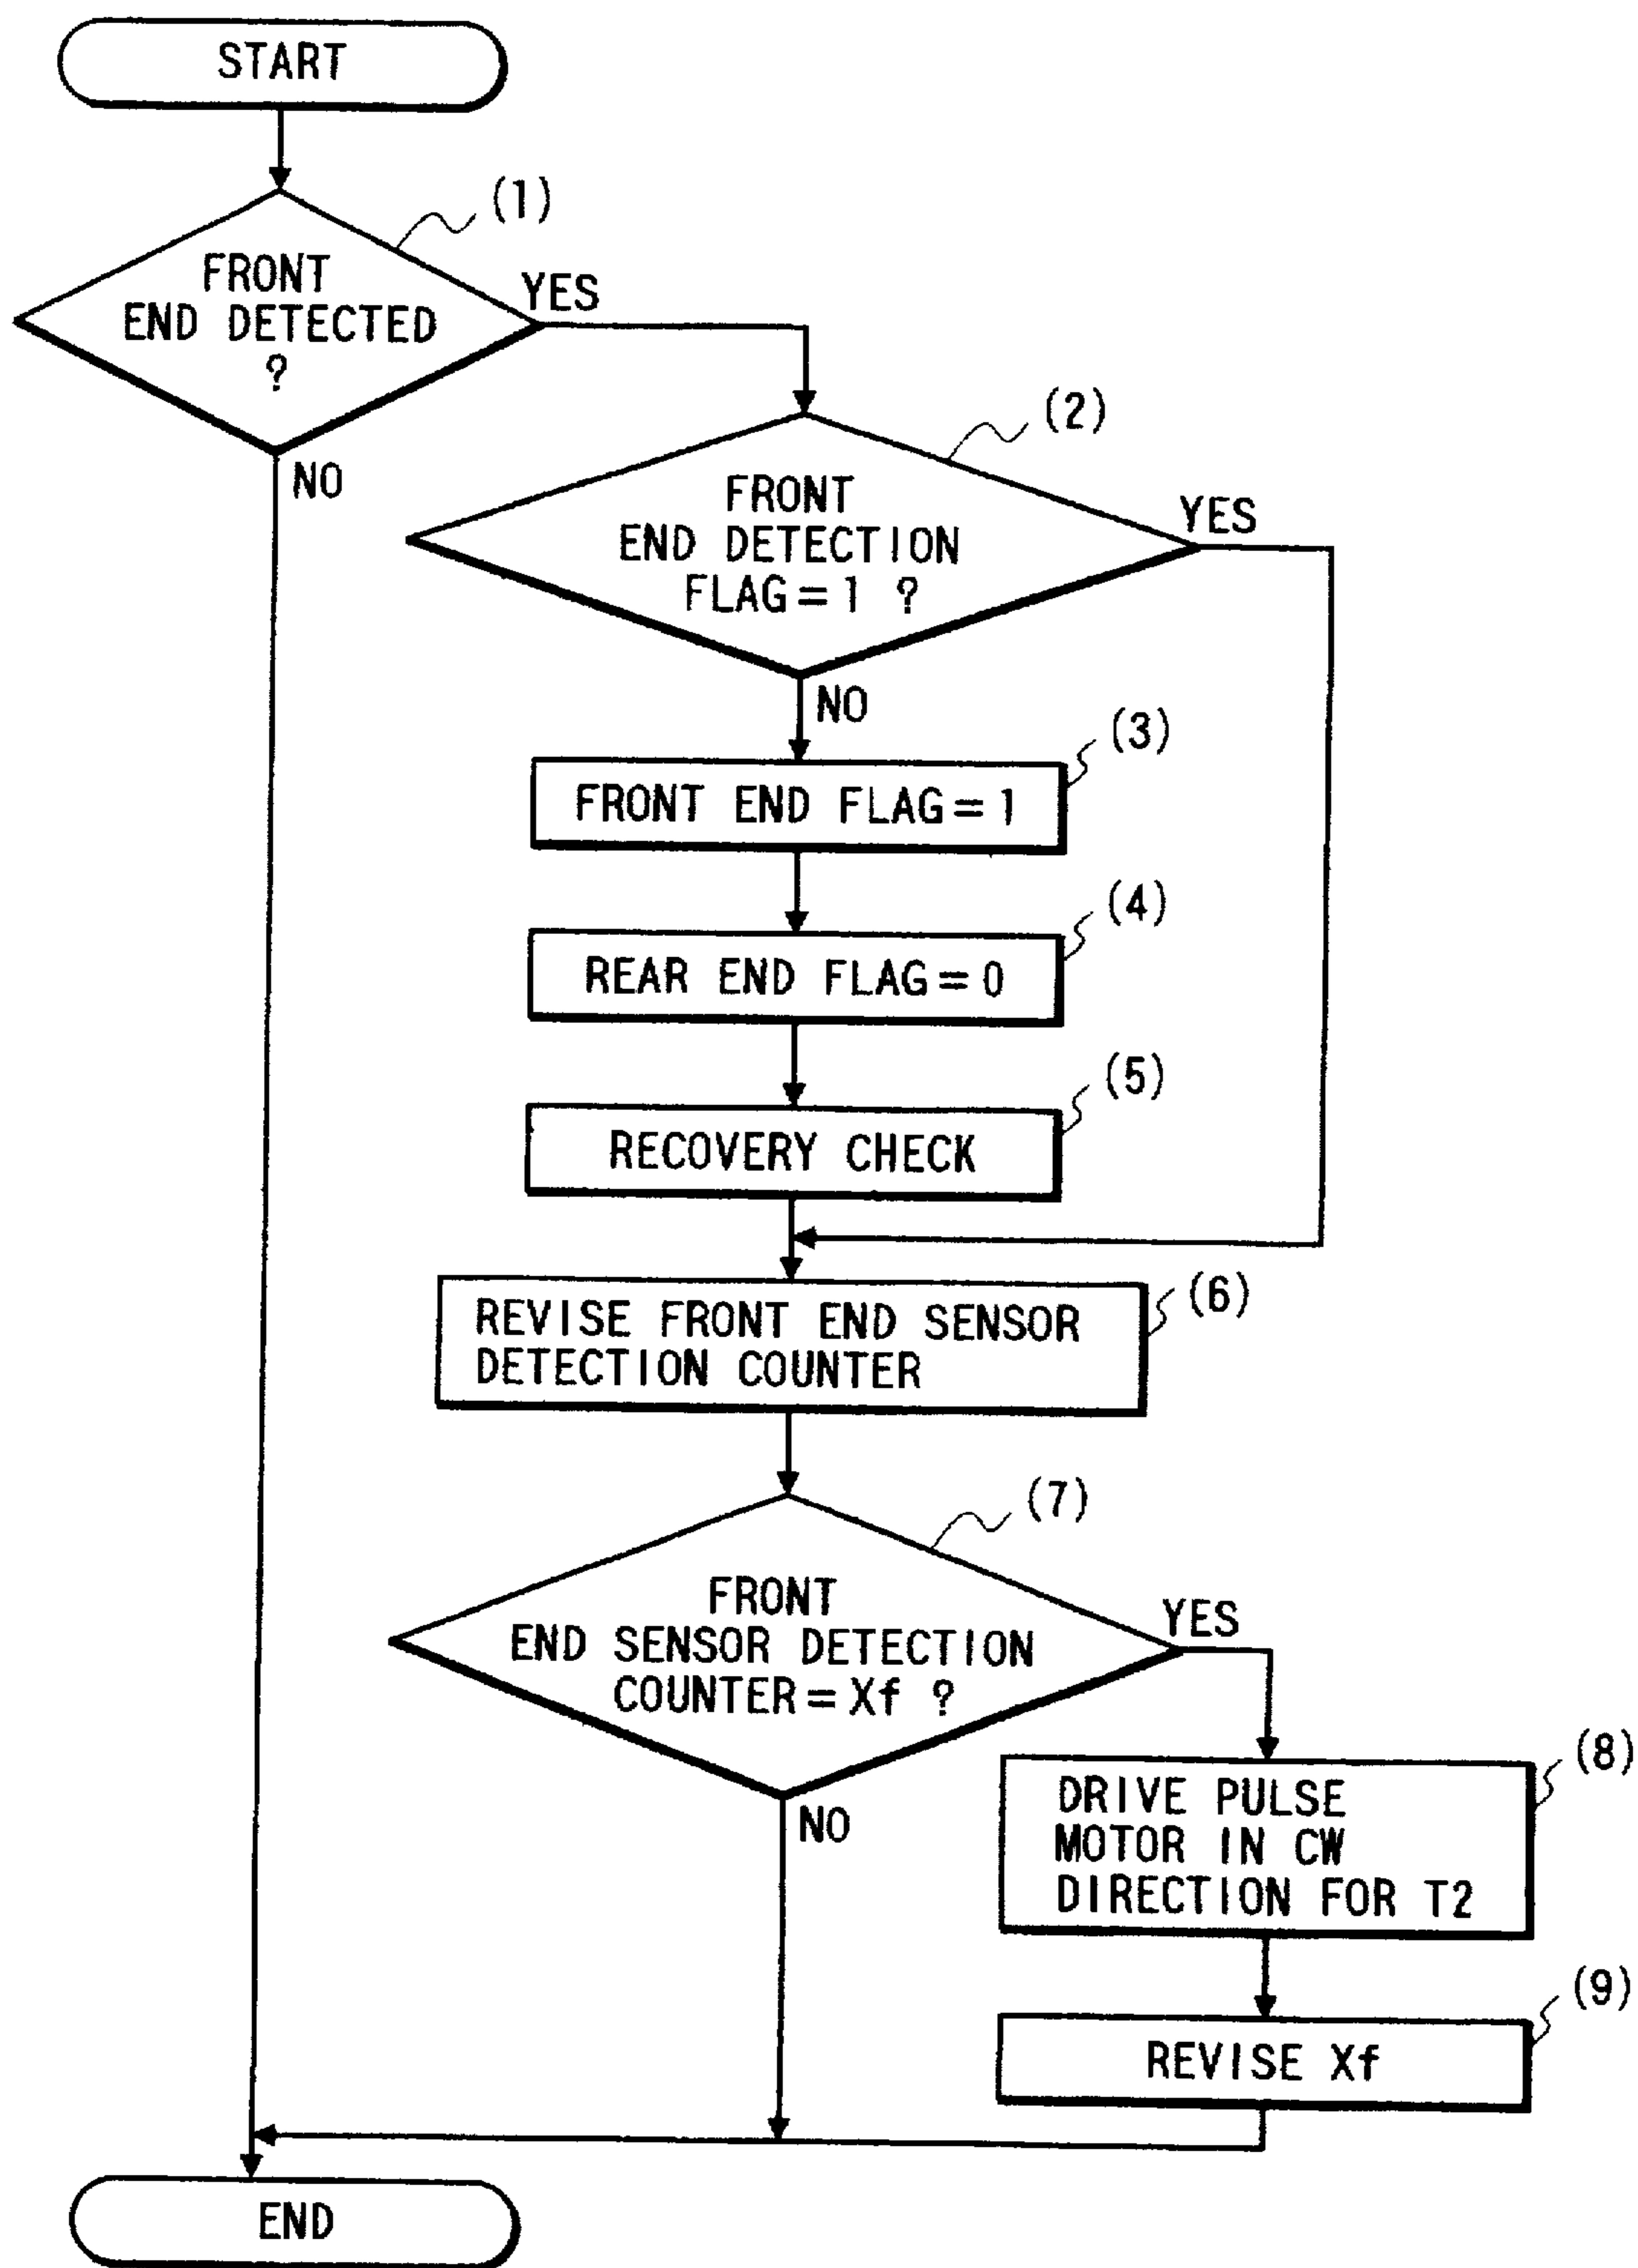 START
(1)
FRONT
END DETECTED
?
YES
NO
(2)
FRONT
END DETECTION
FLAG=1 ?
YES
NO
(3)
FRONT END FLAG=1
(4)
REAR END FLAG=0
(5)
RECOVERY CHECK
(6)
REVISE FRONT END SENSOR
DETECTION COUNTER
(7)
FRONT
END SENSOR DETECTION
COUNTER=Xf ?
YES
NO
(8)
DRIVE PULSE
MOTOR IN CW
DIRECTION FOR T2
(9)
REVISE Xf
END